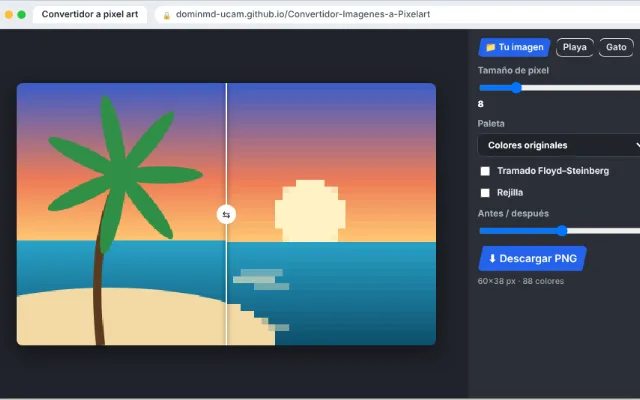 Convertidor a pixel art
dominmd-ucam.github.io/Convertidor-Imagenes-a-Pixelart
Tu imagen
Playa
Gato
Tamaño de píxel
8
Paleta
Colores originales
Tramado Floyd-Steinberg
Rejilla
Antes / después
⬇ Descargar PNG
60×38 px · 88 colores